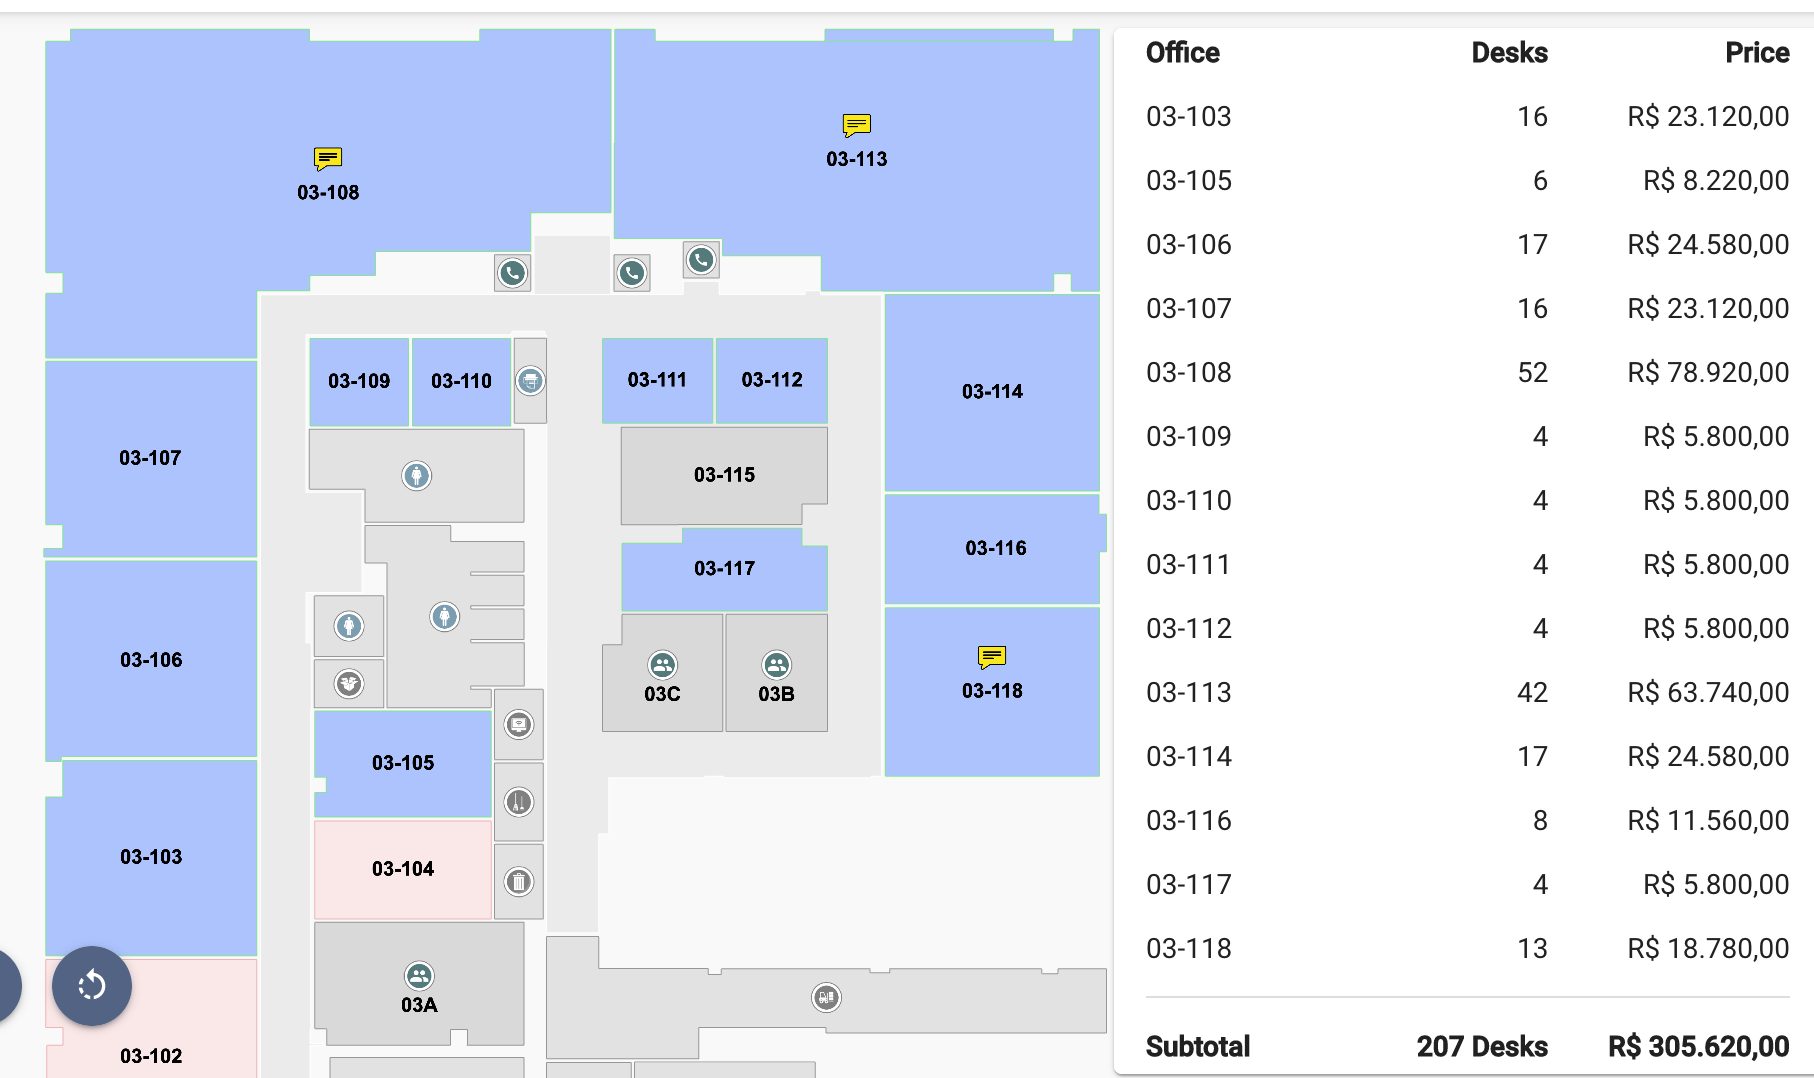 03-108
03-113
03-109
03-110
03-111
03-112
03-114
03-107
03-115
03-116
03-117
03-106
03C
03B
03-118
03-105
03-103
03-104
03A
03-102
Office Desks Price
03-103 16 R$ 23.120,00
03-105 6 R$ 8.220,00
03-106 17 R$ 24.580,00
03-107 16 R$ 23.120,00
03-108 52 R$ 78.920,00
03-109 4 R$ 5.800,00
03-110 4 R$ 5.800,00
03-111 4 R$ 5.800,00
03-112 4 R$ 5.800,00
03-113 42 R$ 63.740,00
03-114 17 R$ 24.580,00
03-116 8 R$ 11.560,00
03-117 4 R$ 5.800,00
03-118 13 R$ 18.780,00
Subtotal 207 Desks R$ 305.620,00